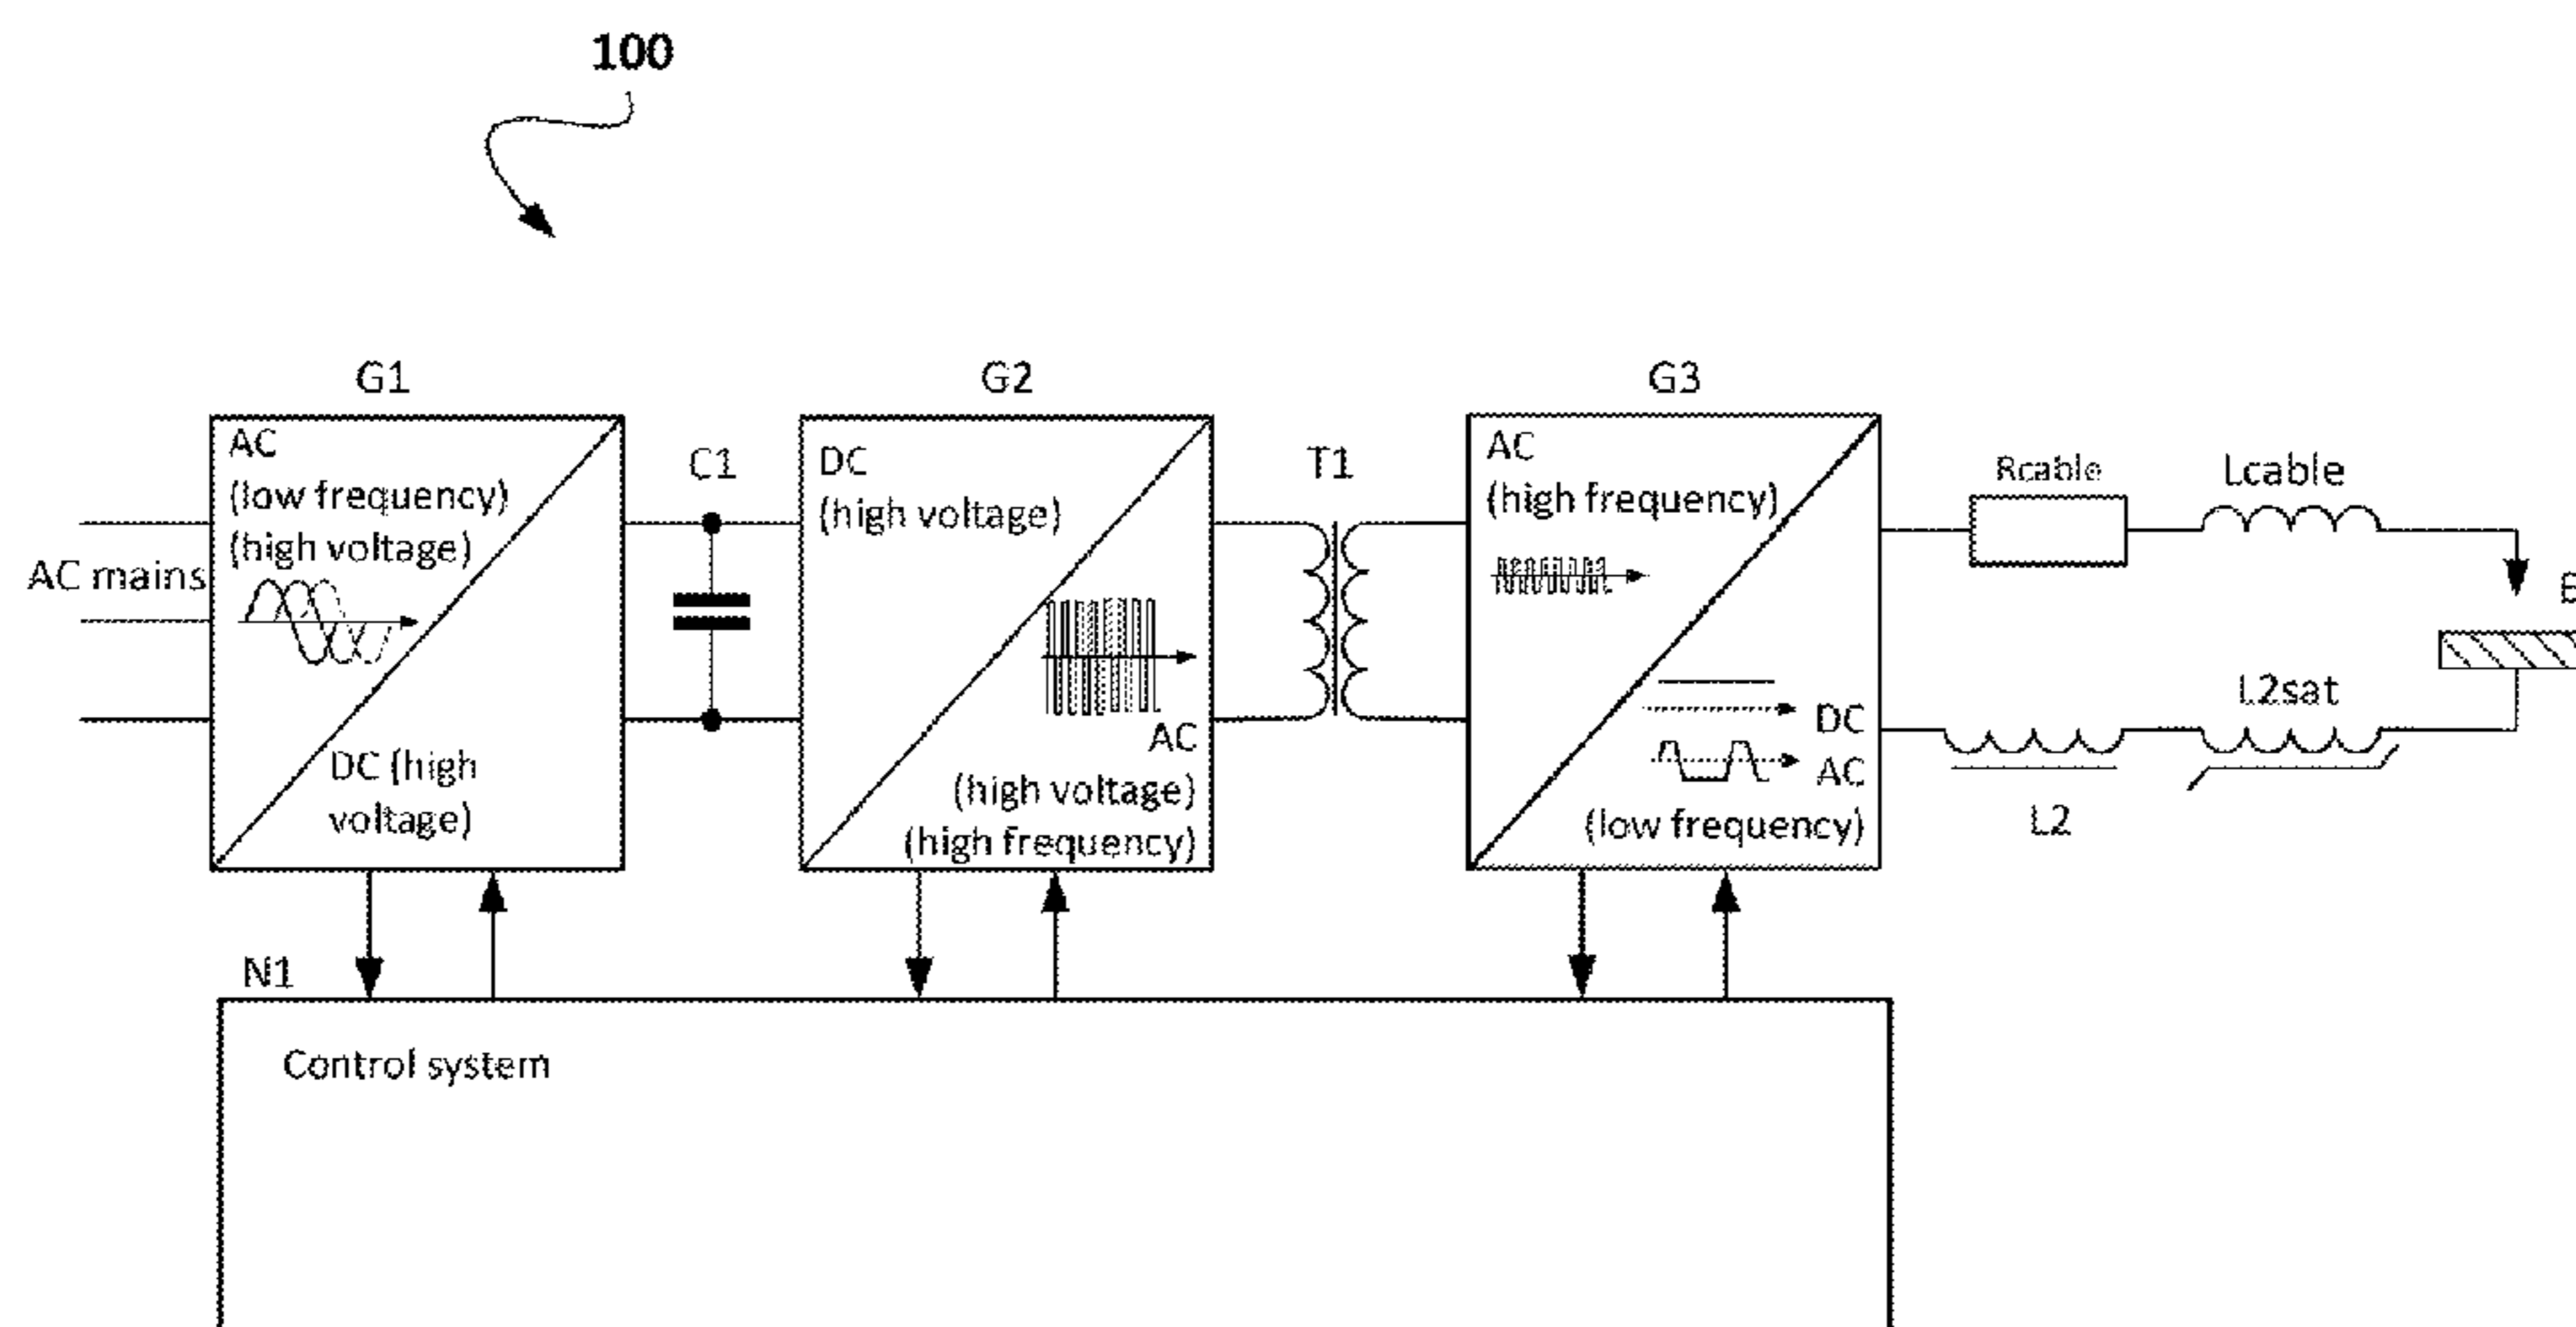 100
G1
G2
G3
AC
(low frequency)
(high voltage)
AC mains
DC (high
voltage)
C1
DC
(high voltage)
AC
(high voltage)
(high frequency)
T1
AC
(high frequency)
DC
AC
(low frequency)
Rcable
Lcable
L2sat
L2
N1
Control system